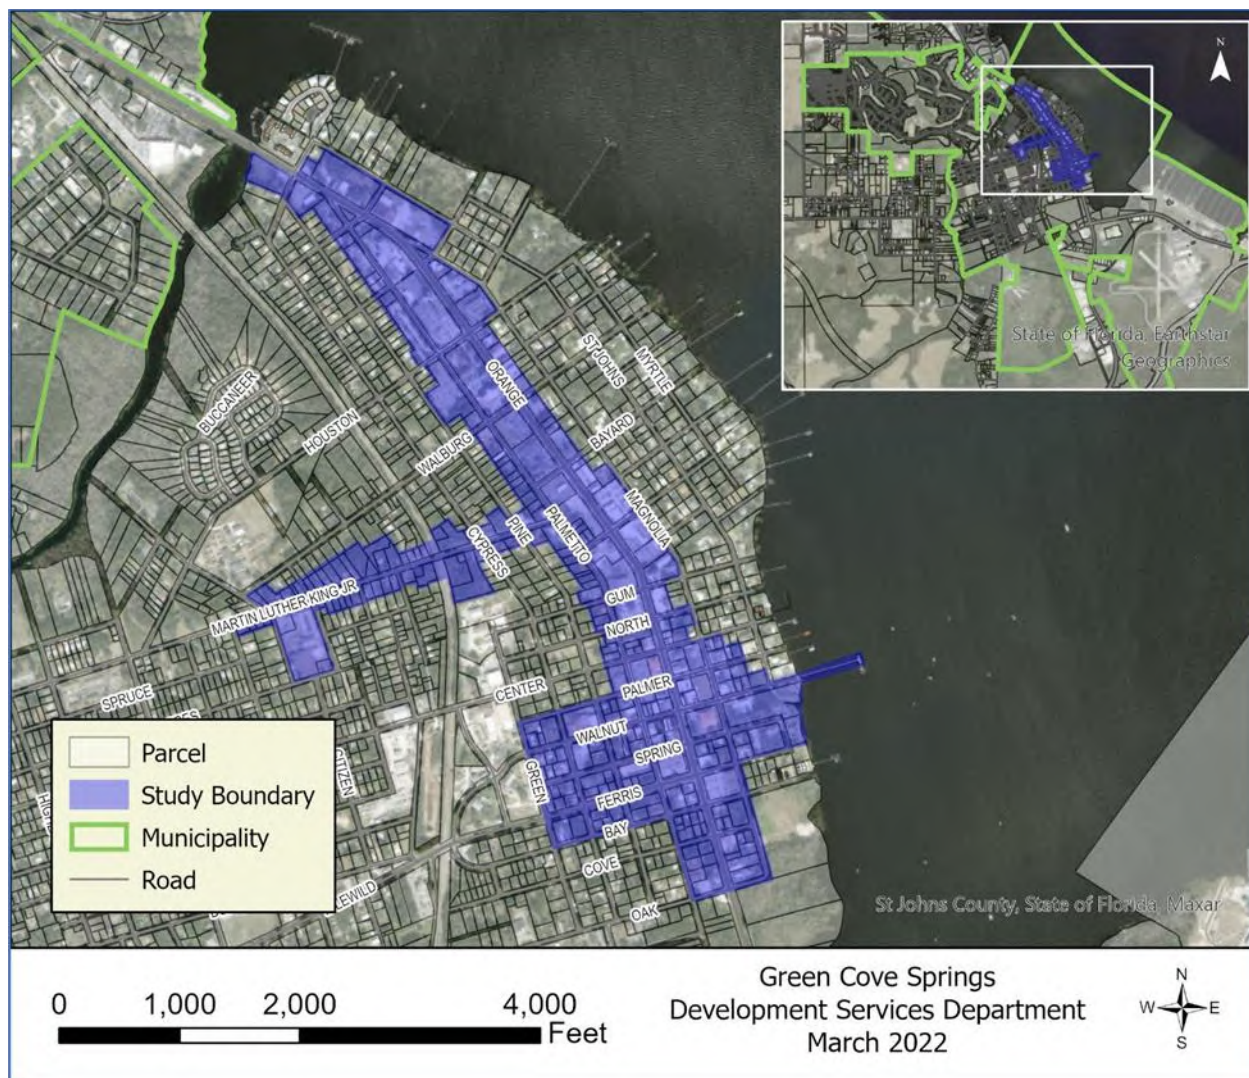 N
State of Florida, Earthstar
Geographics
ST JOHNS
MYRTLE
ORANGE
BUCCANEER
HOUSTON
WALBURG
BAYARD
MAGNOLIA
PALMETTO
PINE
CYPRESS
MARTIN LUTHER KING JR
GUM
NORTH
SPRUCE
CENTER
PALMER
WALNUT
SPRING
GREEN
CITIZEN
FERRIS
BAY
COVE
OAK
Parcel
Study Boundary
Municipality
Road
St Johns County, State of Florida, Maxar
0 1,000 2,000 4,000
Feet
Green Cove Springs
Development Services Department
March 2022
N
W E
S